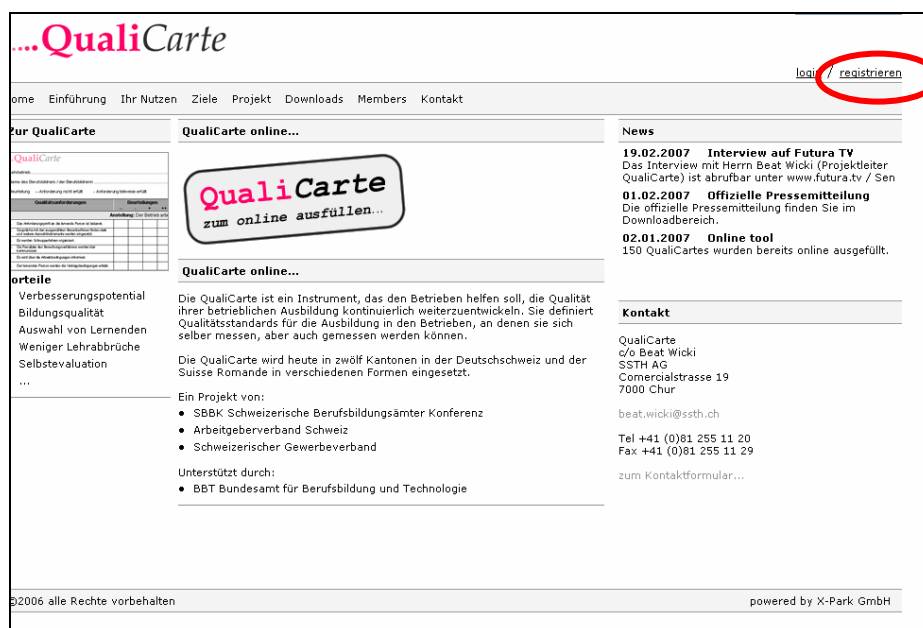 ....QualiCarte
login / registrieren
ome Einführung Ihr Nutzen Ziele Projekt Downloads Members Kontakt
Zur QualiCarte
.QualiCarte
Qualitätsanforderungen
Beurteilungen
orteile
Verbesserungspotential
Bildungsqualität
Auswahl von Lernenden
Weniger Lehrabbrüche
Selbstevaluation
...
QualiCarte online...
QualiCarte
zum online ausfüllen...
QualiCarte online...
Die QualiCarte ist ein Instrument, das den Betrieben helfen soll, die Qualität
ihrer betrieblichen Ausbildung kontinuierlich weiterzuentwickeln. Sie definiert
Qualitätsstandards für die Ausbildung in den Betrieben, an denen sie sich
selber messen, aber auch gemessen werden können.
Die QualiCarte wird heute in zwölf Kantonen in der Deutschschweiz und der
Suisse Romande in verschiedenen Formen eingesetzt.
Ein Projekt von:
• SBBK Schweizerische Berufsbildungsämter Konferenz
• Arbeitgeberverband Schweiz
• Schweizerischer Gewerbeverband
Unterstützt durch:
• BBT Bundesamt für Berufsbildung und Technologie
News
19.02.2007 Interview auf Futura TV
Das Interview mit Herrn Beat Wicki (Projektleiter
QualiCarte) ist abrufbar unter www.futura.tv / Sen
01.02.2007 Offizielle Pressemitteilung
Die offizielle Pressemitteilung finden Sie im
Downloadbereich.
02.01.2007 Online tool
150 QualiCartes wurden bereits online ausgefüllt.
Kontakt
QualiCarte
c/o Beat Wicki
SSTH AG
Comercialstrasse 19
7000 Chur
beat.wicki@ssth.ch
Tel +41 (0)81 255 11 20
Fax +41 (0)81 255 11 29
zum Kontaktformular...
©2006 alle Rechte vorbehalten
powered by X-Park GmbH